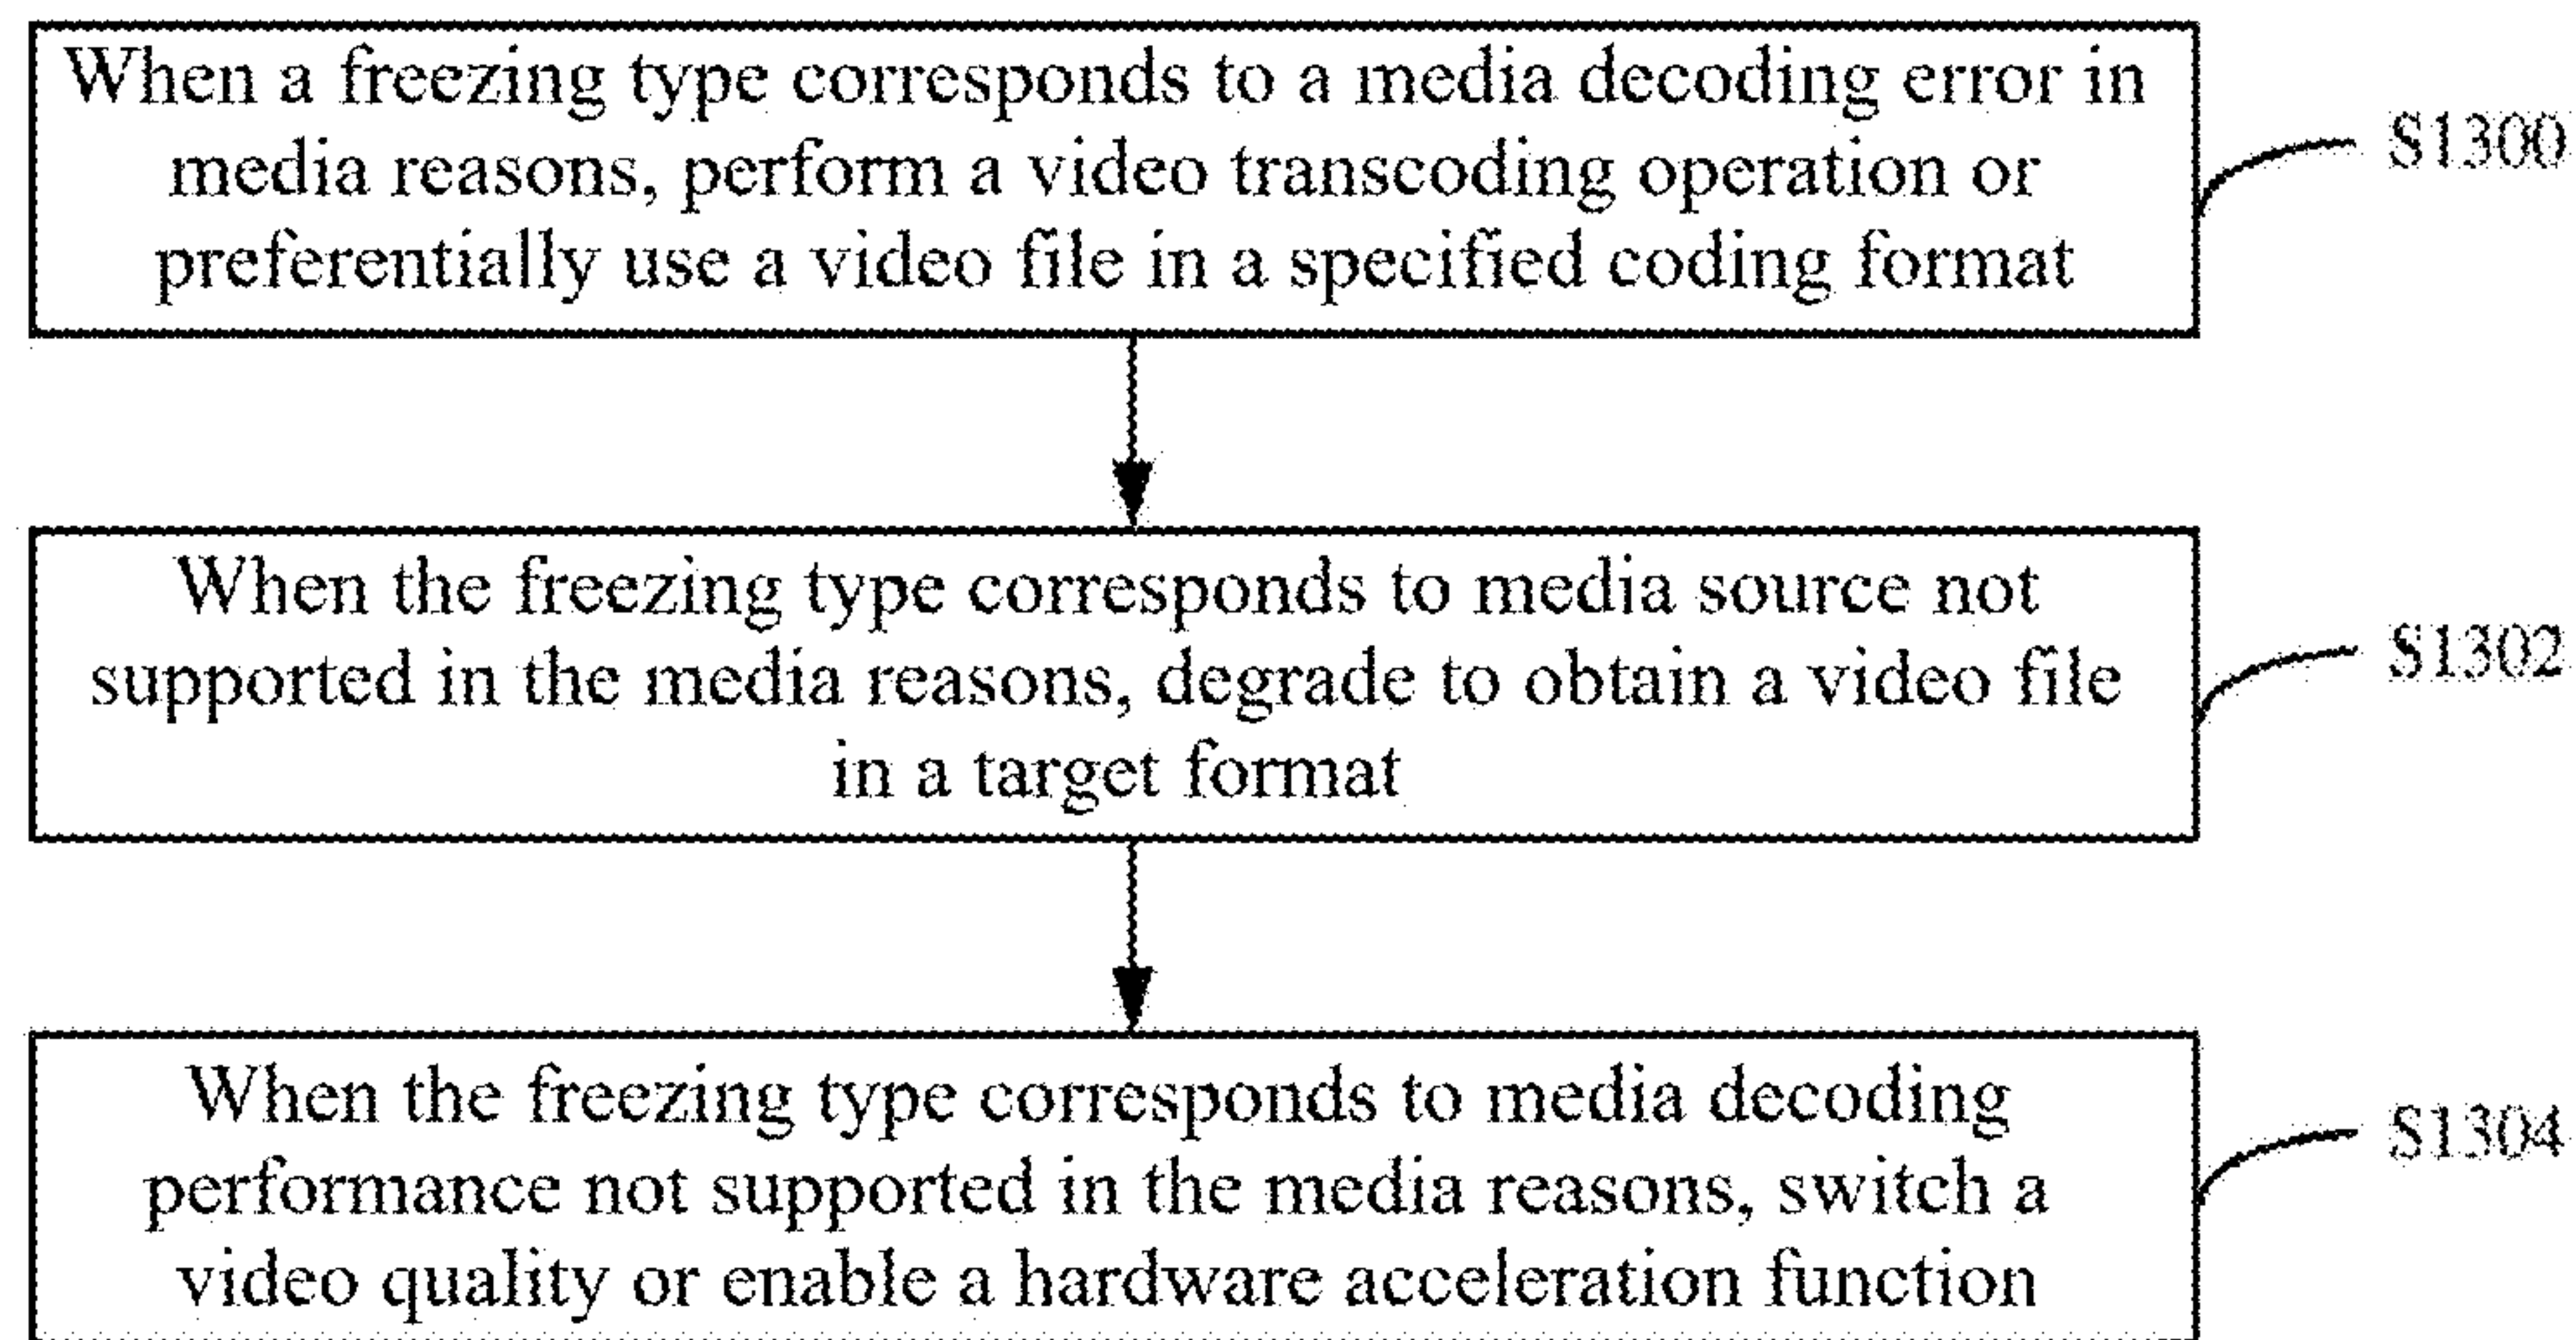 When a freezing type corresponds to a media decoding error in
media reasons, perform a video transcoding operation or
preferentially use a video file in a specified coding format
S1300
When the freezing type corresponds to media source not
supported in the media reasons, degrade to obtain a video file
in a target format
S1302
When the freezing type corresponds to media decoding
performance not supported in the media reasons, switch a
video quality or enable a hardware acceleration function
S1304